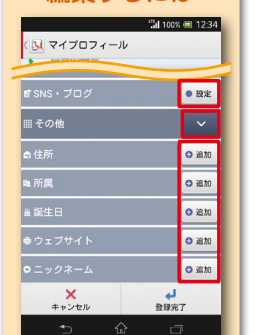 編集するには
100% 12:34
マイプロフィール
SNS・ブログ 設定
その他
住所 追加
所属 追加
誕生日 追加
ウェブサイト 追加
ニックネーム 追加
キャンセル 登録完了